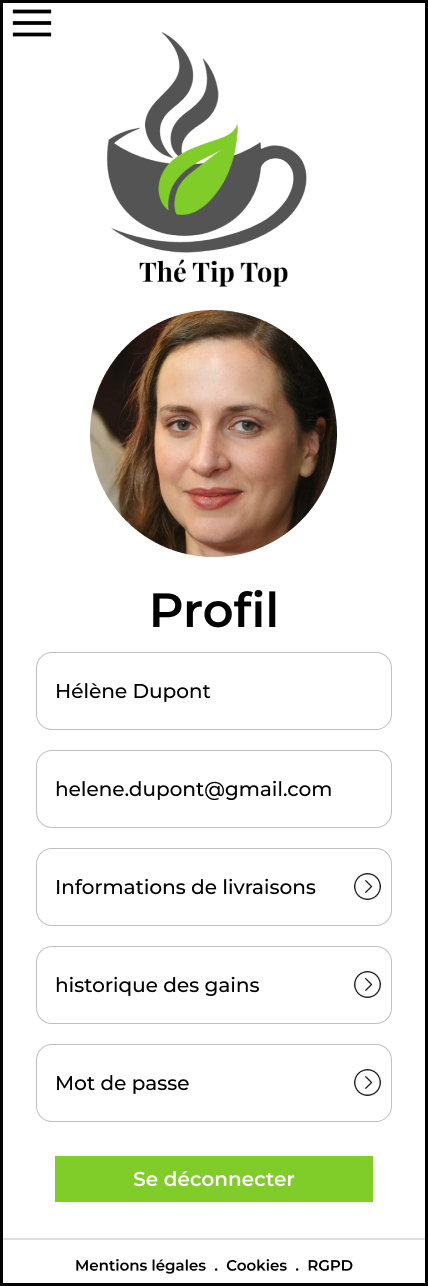 Thé Tip Top
Profil
Hélène Dupont
helene.dupont@gmail.com
Informations de livraisons
historique des gains
Mot de passe
Se déconnecter
Mentions légales . Cookies . RGPD